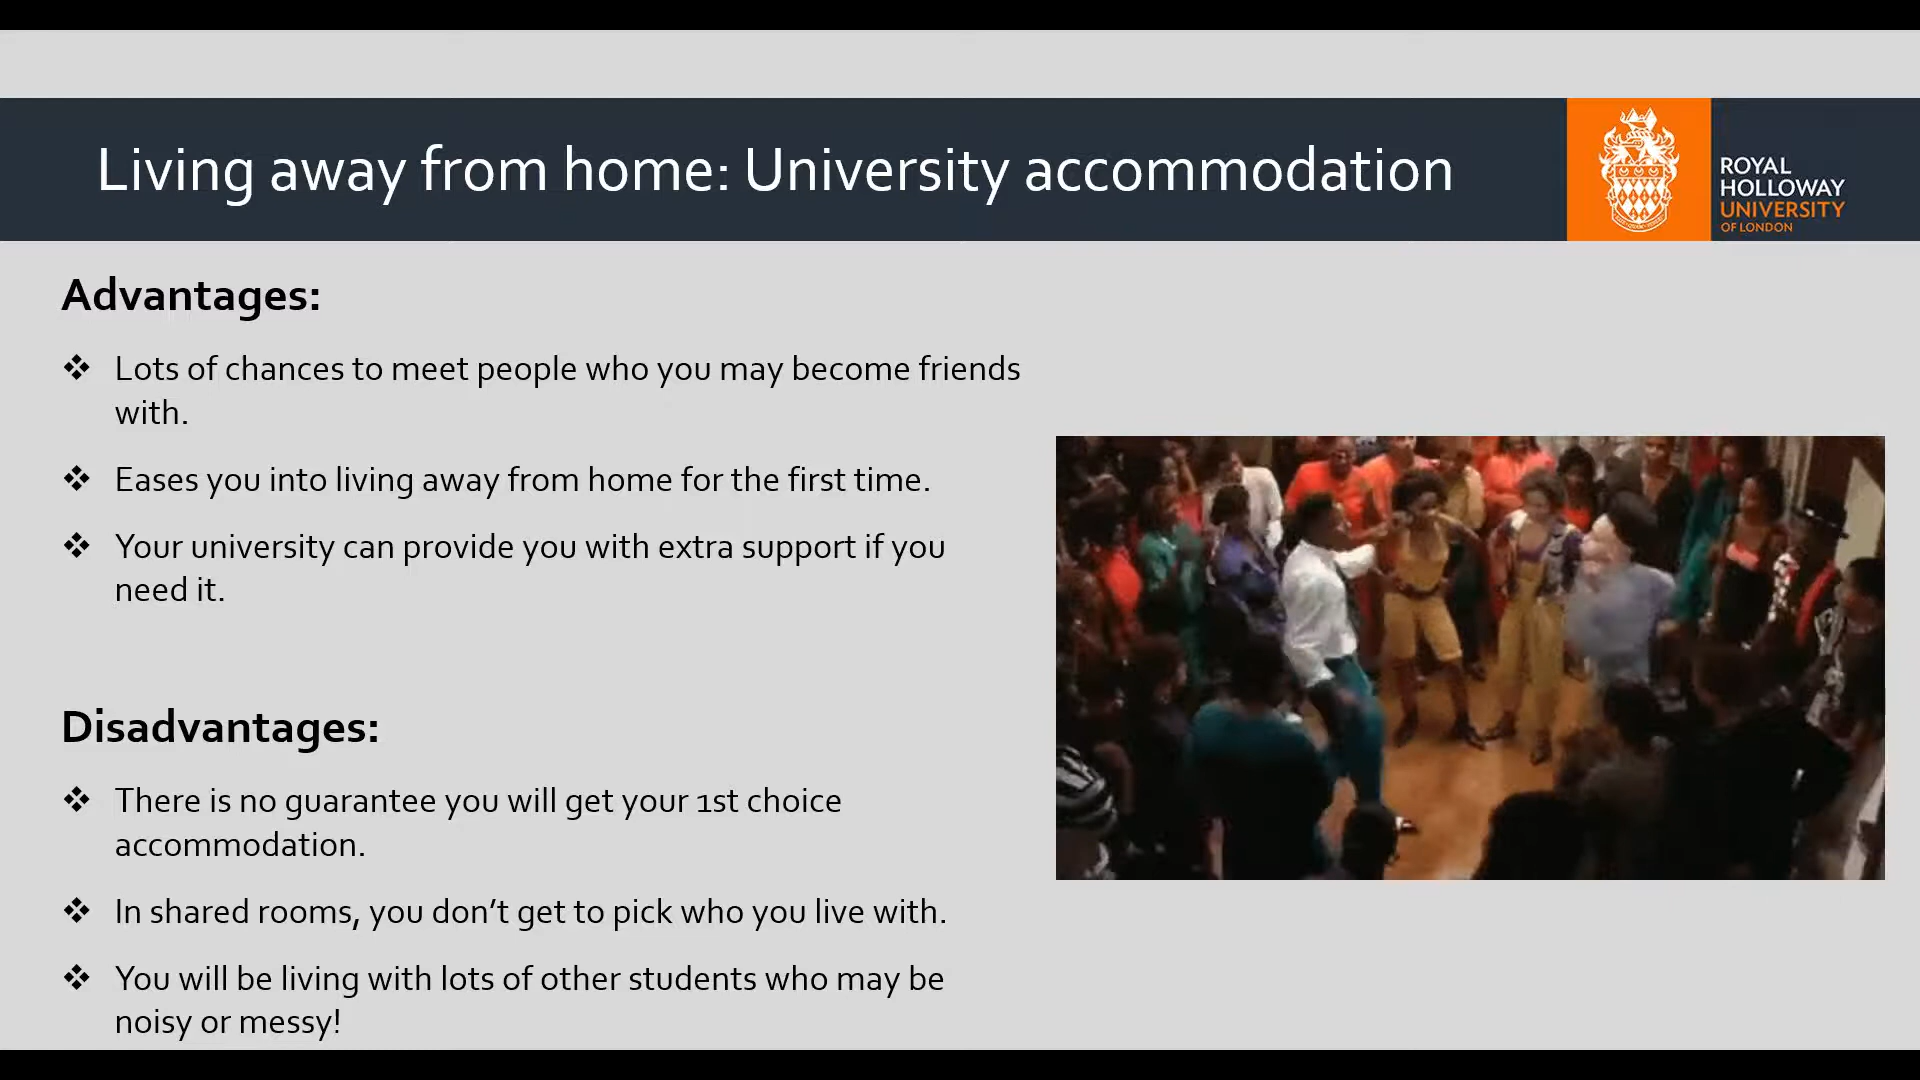 Living away from home: University accommodation
ROYAL
HOLLOWAY
UNIVERSITY
OF LONDON
Advantages:
❖ Lots of chances to meet people who you may become friends
with.
❖ Eases you into living away from home for the first time.
❖ Your university can provide you with extra support if you
need it.
Disadvantages:
❖ There is no guarantee you will get your 1st choice
accommodation.
❖ In shared rooms, you don’t get to pick who you live with.
❖ You will be living with lots of other students who may be
noisy or messy!